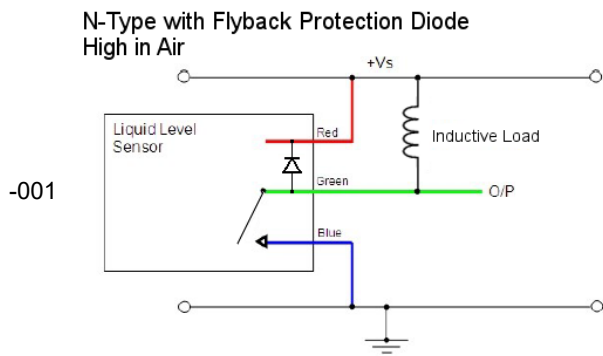 N-Type with Flyback Protection Diode
High in Air
+Vs
Liquid Level
Sensor
Red
Inductive Load
-001
Green
O/P
Blue